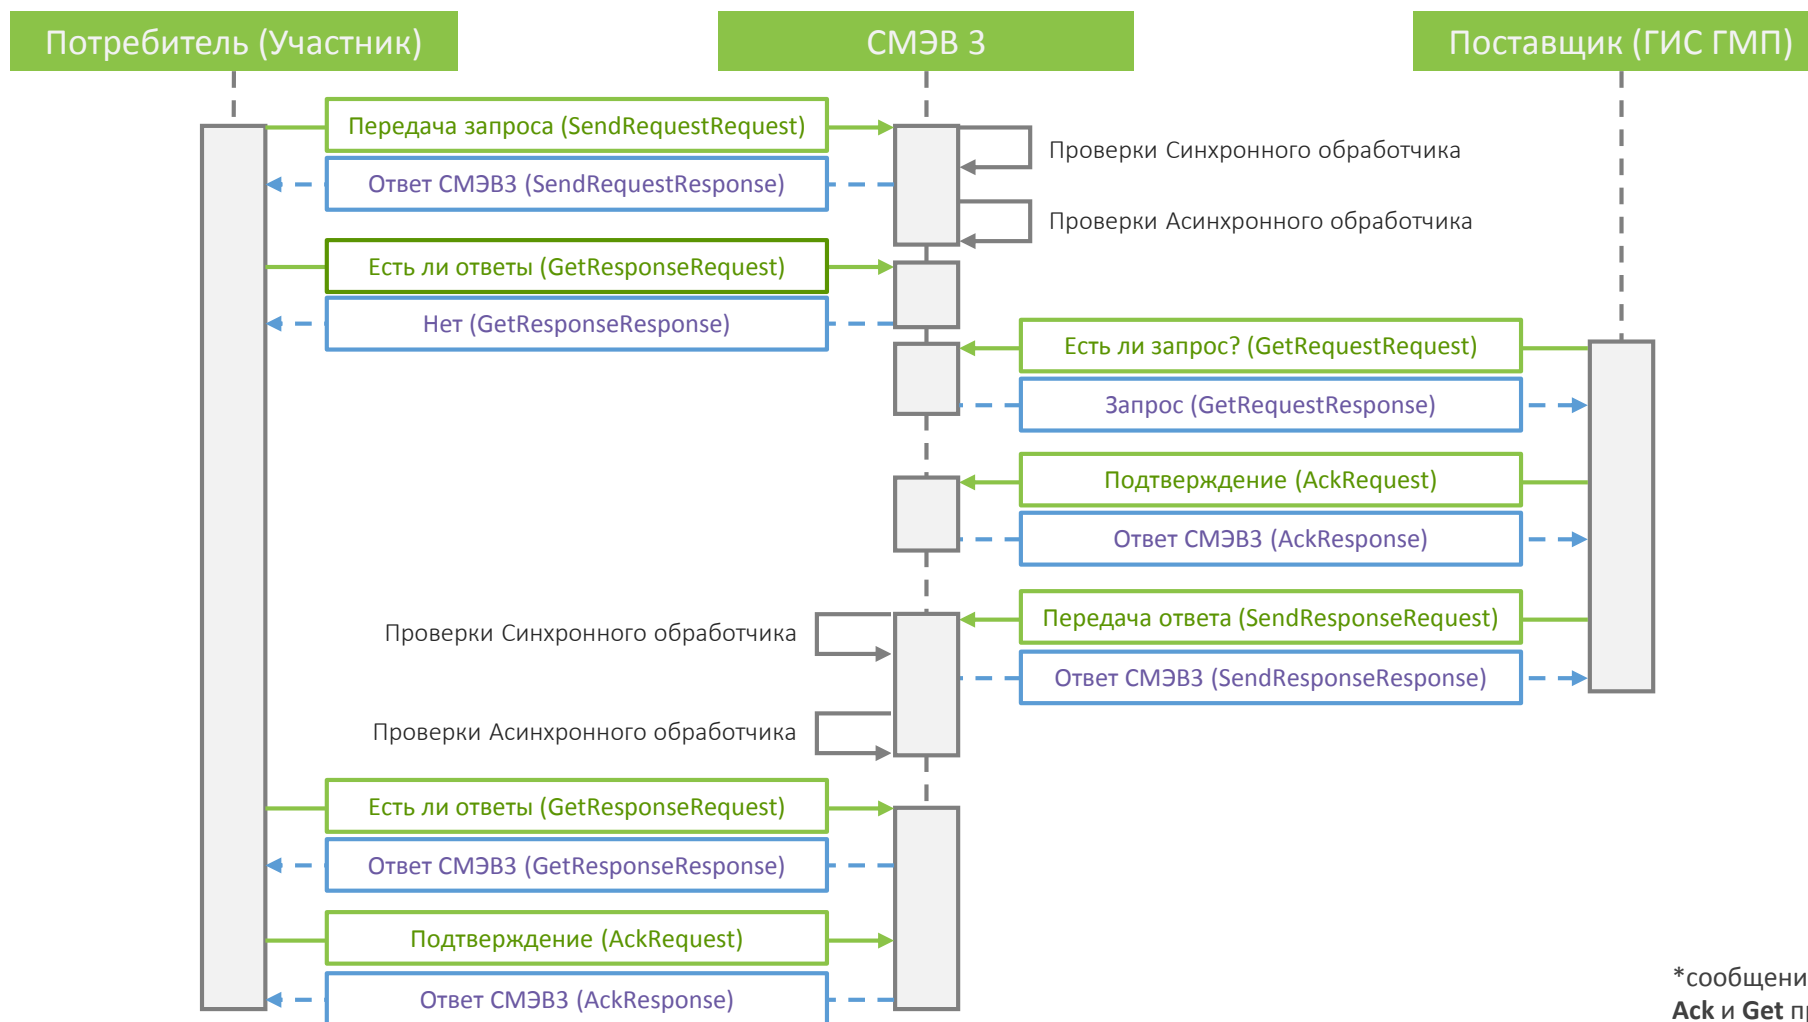 Потребитель (Участник)
СМЭВ 3
Поставщик (ГИС ГМП)
Передача запроса (SendRequestRequest)
Проверки Синхронного обработчика
Ответ СМЭВ3 (SendRequestResponse)
Проверки Асинхронного обработчика
Есть ли ответы (GetResponseRequest)
Нет (GetResponseResponse)
Есть ли запрос? (GetRequestRequest)
Запрос (GetRequestResponse)
Подтверждение (AckRequest)
Ответ СМЭВ3 (AckResponse)
Передача ответа (SendResponseRequest)
Проверки Синхронного обработчика
Ответ СМЭВ3 (SendResponseResponse)
Проверки Асинхронного обработчика
Есть ли ответы (GetResponseRequest)
Ответ СМЭВ3 (GetResponseResponse)
Подтверждение (AckRequest)
Ответ СМЭВ3 (AckResponse)
*сообщени
Ack и Get п